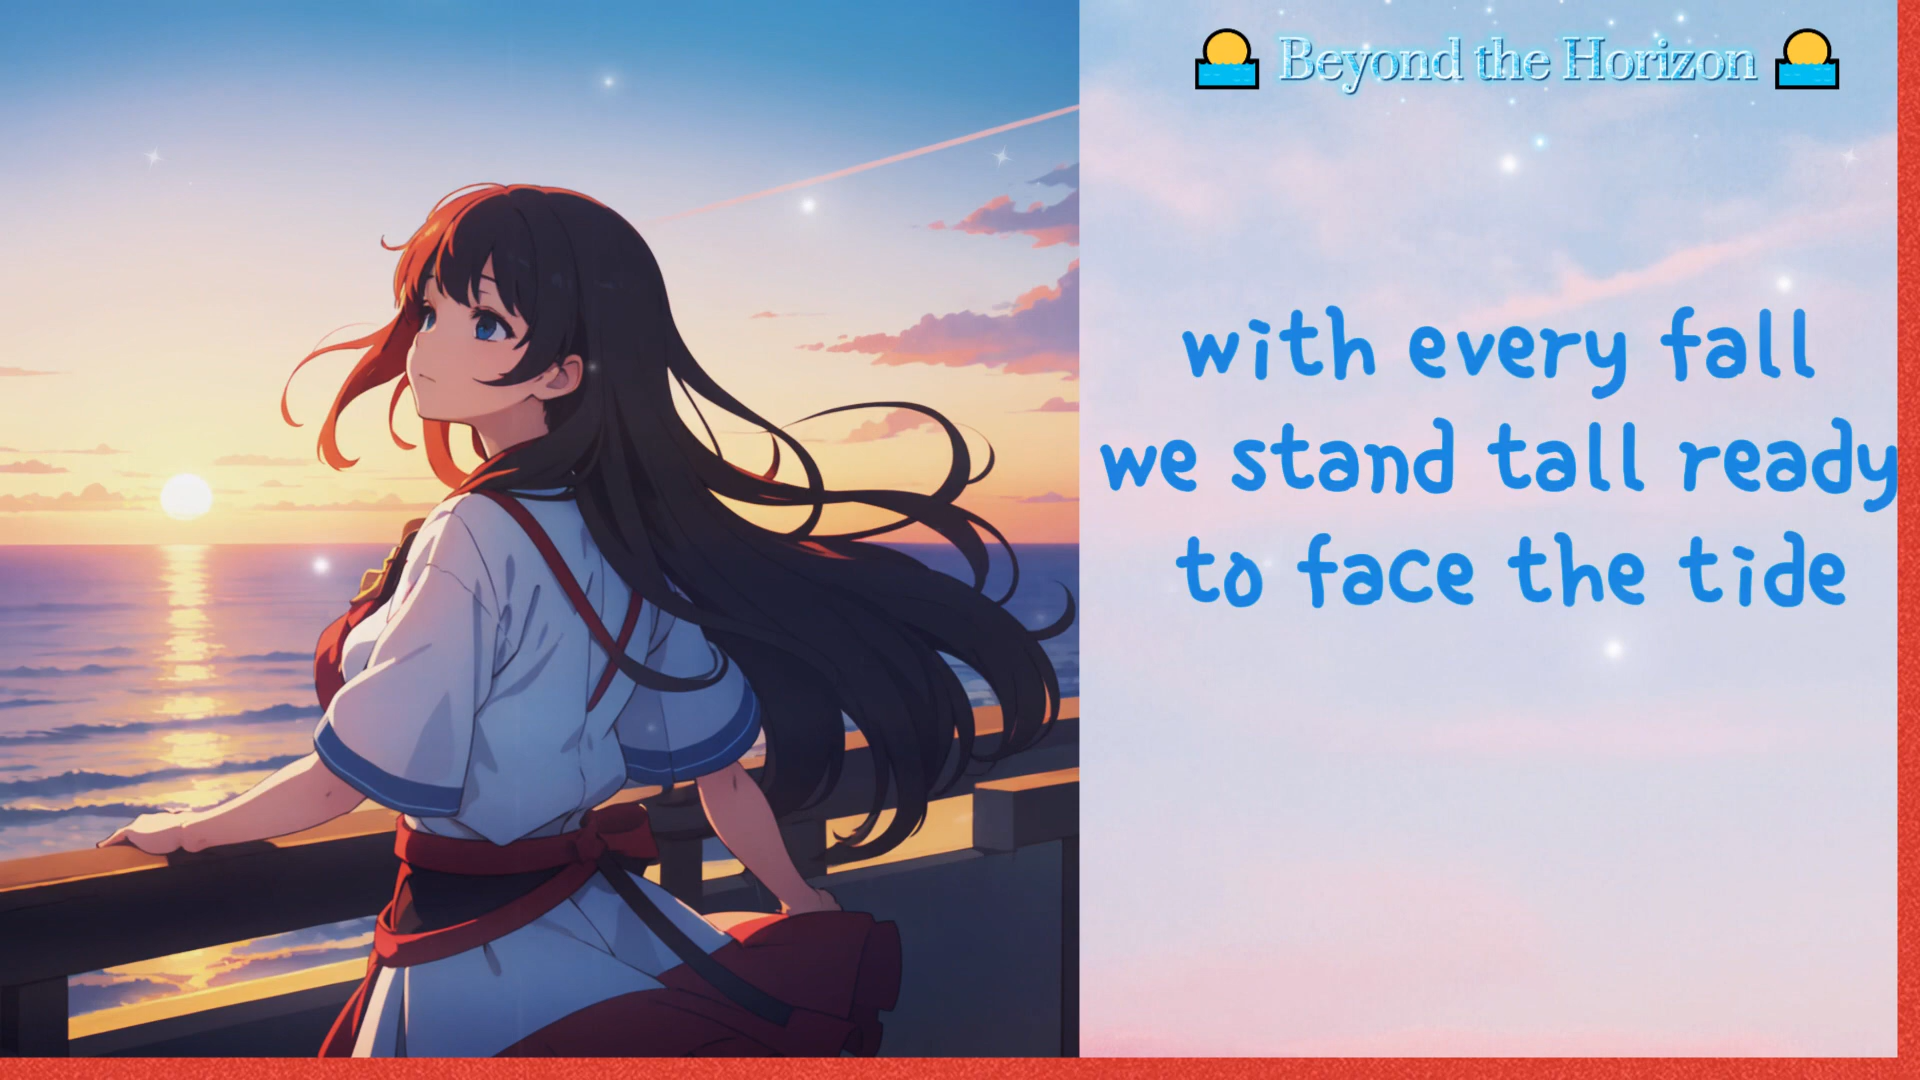 Beyond the Horizon
with every fall
we stand tall ready
to face the tide